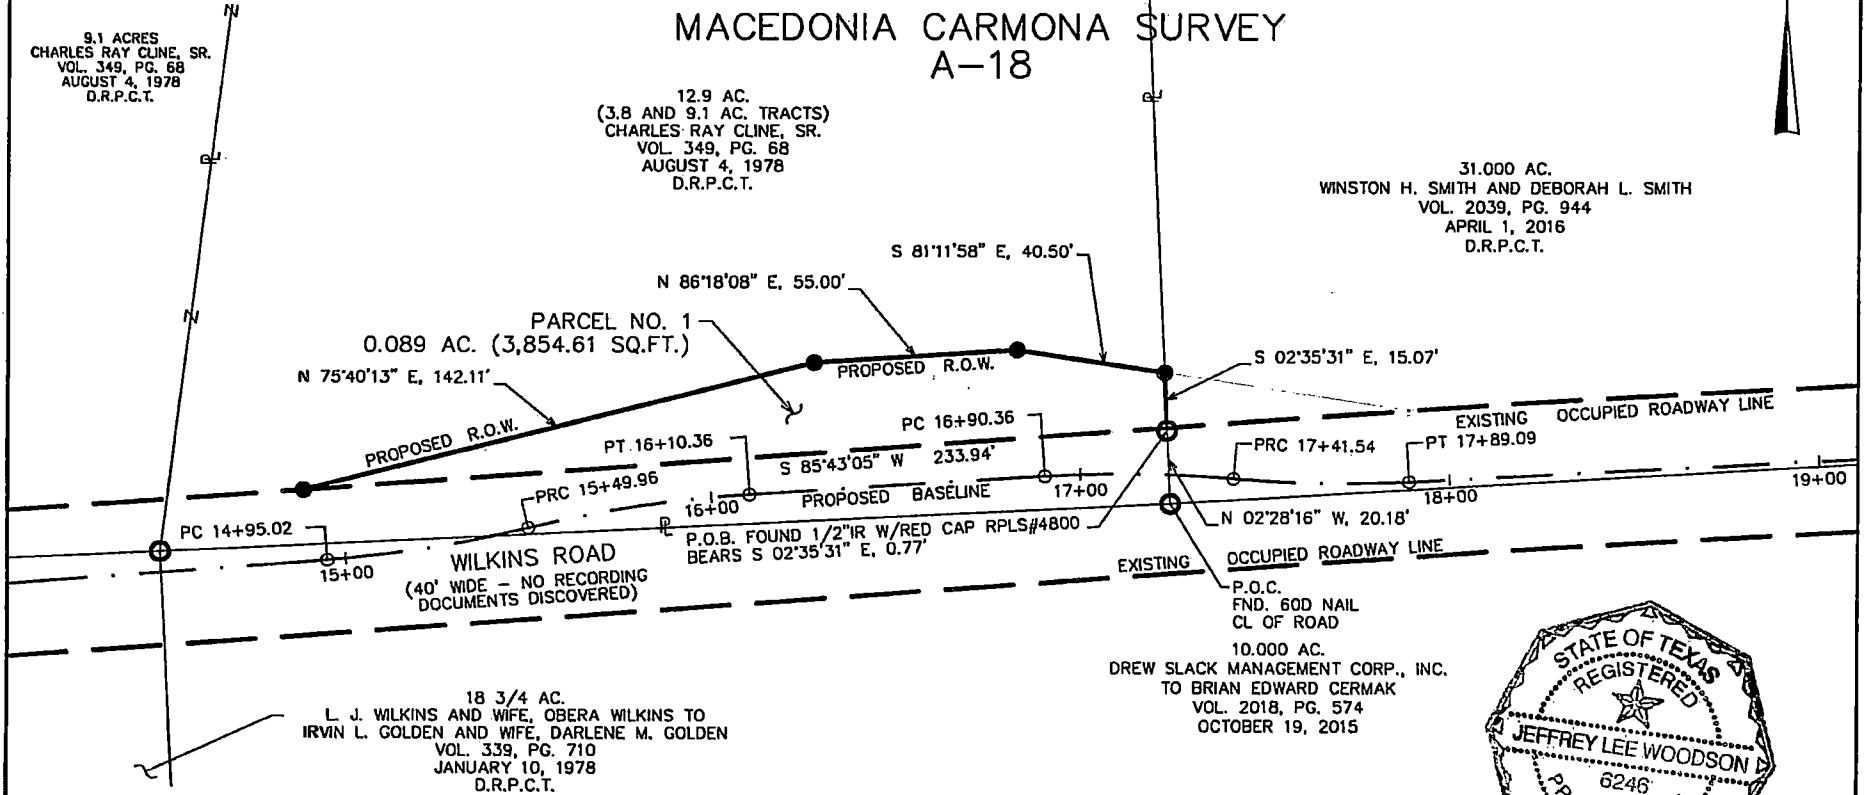 MACEDONIA CARMONA SURVEY
A-18
9.1 ACRES
CHARLES RAY CLINE, SR.
VOL. 349, PG. 68
AUGUST 4, 1978
D.R.P.C.T.
12.9 AC.
(3.8 AND 9.1 AC. TRACTS)
CHARLES RAY CLINE, SR.
VOL. 349, PG. 68
AUGUST 4, 1978
D.R.P.C.T.
31.000 AC.
WINSTON H. SMITH AND DEBORAH L. SMITH
VOL. 2039, PG. 944
APRIL 1, 2016
D.R.P.C.T.
S 81°11'58" E, 40.50'
N 86°18'08" E, 55.00'
PARCEL NO. 1
0.089 AC. (3,854.61 SQ.FT.)
N 75°40'13" E, 142.11'
S 02°35'31" E, 15.07'
PROPOSED R.O.W.
PROPOSED R.O.W.
PC 16+90.36
PT 16+10.36
S 85°43'05" W 233.94'
EXISTING OCCUPIED ROADWAY LINE
PRC 17+41.54
PT 17+89.09
PRC 15+49.96
16+00
PROPOSED BASELINE
17+00
18+00
19+00
PC 14+95.02
15+00
WILKINS ROAD
(40' WIDE - NO RECORDING
DOCUMENTS DISCOVERED)
P.O.B. FOUND 1/2"IR W/RED CAP RPLS#4800
BEARS S 02°35'31" E, 0.77'
N 02°28'16" W, 20.18'
EXISTING OCCUPIED ROADWAY LINE
P.O.C.
FND. 60D NAIL
CL OF ROAD
10.000 AC.
DREW SLACK MANAGEMENT CORP., INC.
TO BRIAN EDWARD CERMAK
VOL. 2018, PG. 574
OCTOBER 19, 2015
18 3/4 AC.
L. J. WILKINS AND WIFE, OBERA WILKINS TO
IRVIN L. GOLDEN AND WIFE, DARLENE M. GOLDEN
VOL. 339, PG. 710
JANUARY 10, 1978
D.R.P.C.T.
STATE OF TEXAS
REGISTERED
JEFFREY LEE WOODSON
6246